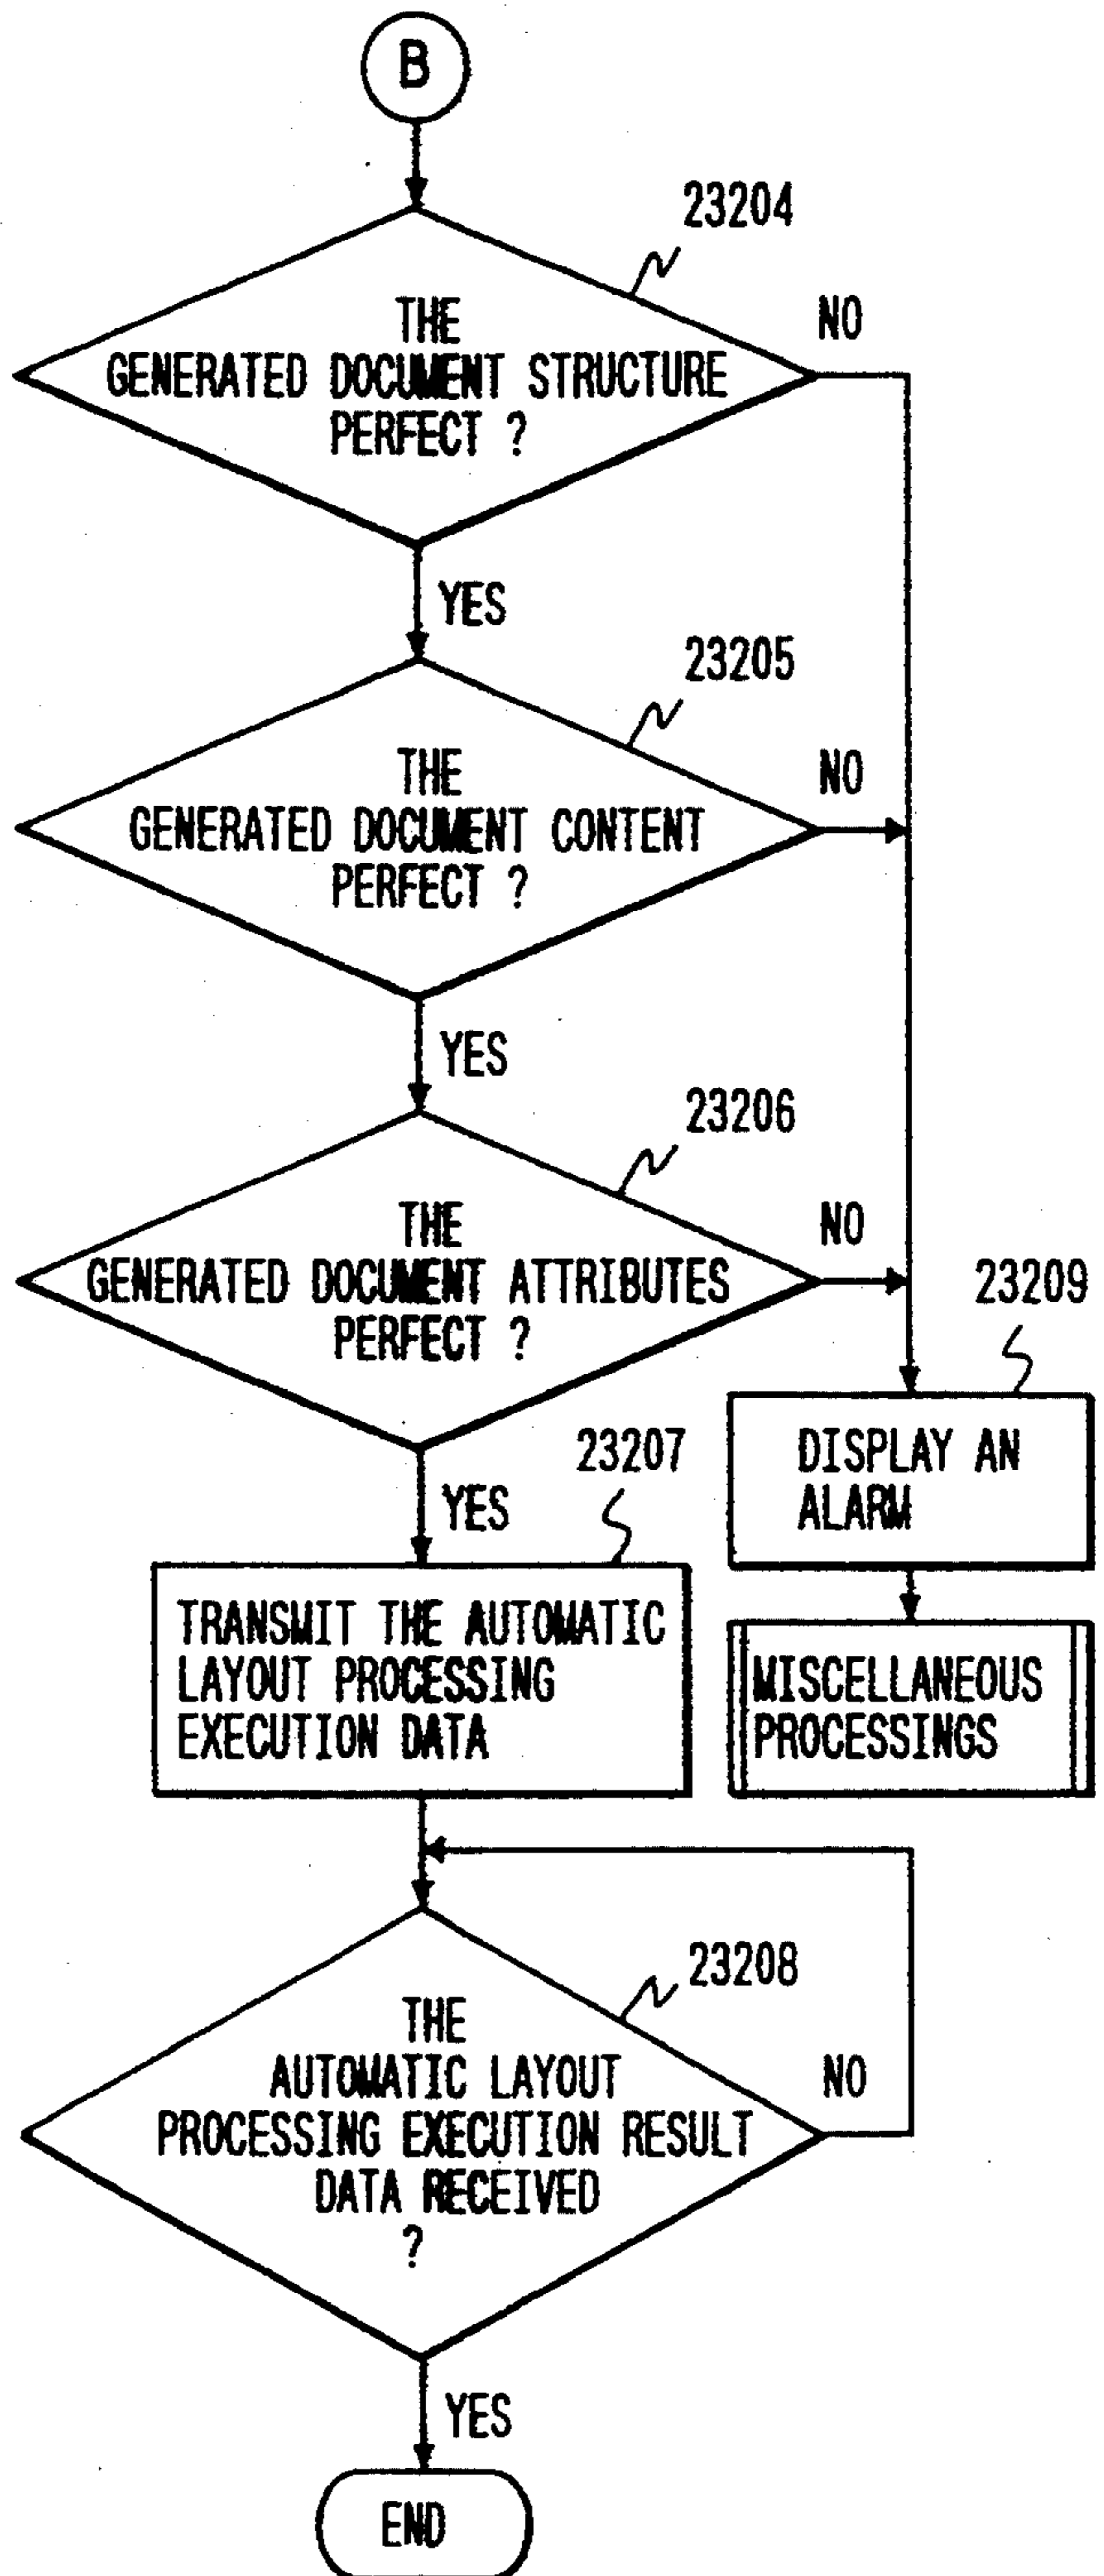 B
23204
THE
GENERATED DOCUMENT STRUCTURE
PERFECT ?
NO
YES
23205
THE
GENERATED DOCUMENT CONTENT
PERFECT ?
NO
YES
23206
THE
GENERATED DOCUMENT ATTRIBUTES
PERFECT ?
NO
23209
DISPLAY AN
ALARM
MISCELLANEOUS
PROCESSINGS
YES
23207
TRANSMIT THE AUTOMATIC
LAYOUT PROCESSING
EXECUTION DATA
23208
THE
AUTOMATIC LAYOUT
PROCESSING EXECUTION RESULT
DATA RECEIVED
?
NO
YES
END